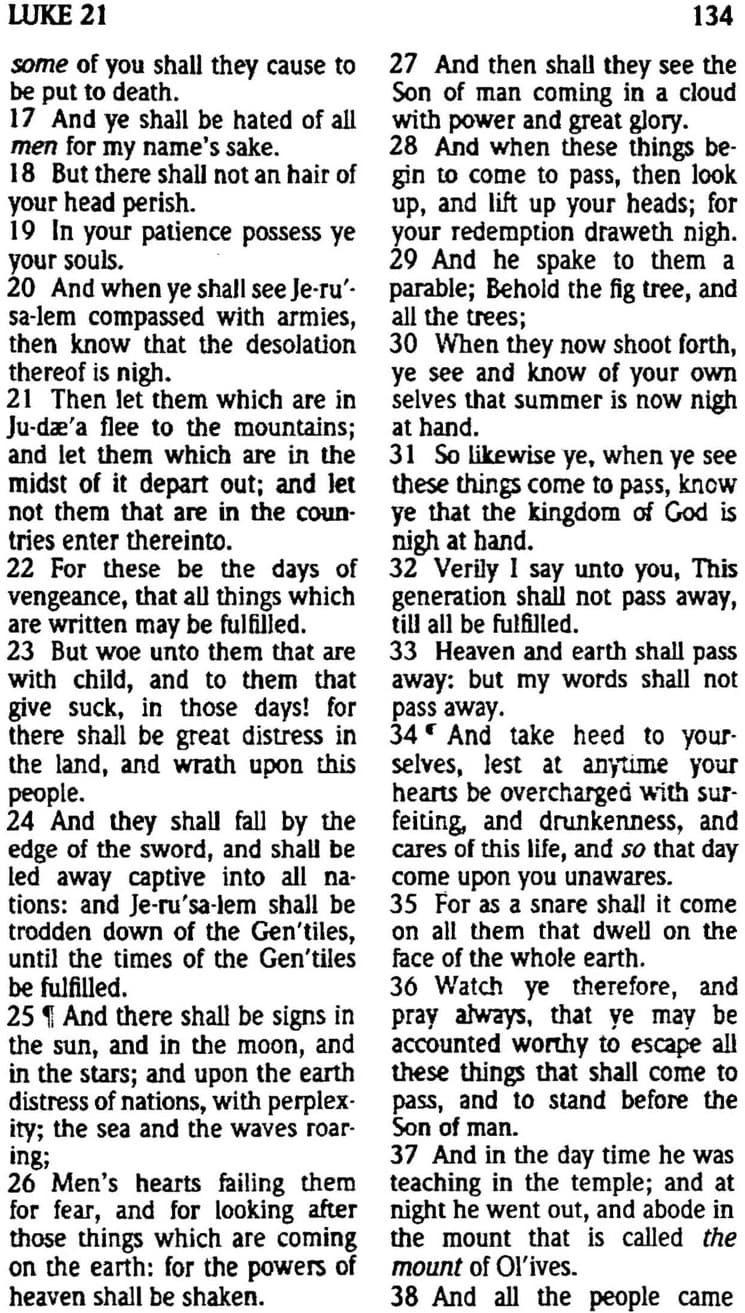 LUKE 21 134
some of you shall they cause to
be put to death.
17 And ye shall be hated of all
men for my name's sake.
18 But there shall not an hair of
your head perish.
19 In your patience possess ye
your souls.
20 And when ye shall see Je-ru'-
sa-lem compassed with armies,
then know that the desolation
thereof is nigh.
21 Then let them which are in
Ju-dæ'a flee to the mountains;
and let them which are in the
midst of it depart out; and let
not them that are in the coun-
tries enter thereinto.
22 For these be the days of
vengeance, that all things which
are written may be fulfilled.
23 But woe unto them that are
with child, and to them that
give suck, in those days! for
there shall be great distress in
the land, and wrath upon this
people.
24 And they shall fall by the
edge of the sword, and shall be
led away captive into all na-
tions: and Je-ru'sa-lem shall be
trodden down of the Gen'tiles,
until the times of the Gen'tiles
be fulfilled.
25 ¶ And there shall be signs in
the sun, and in the moon, and
in the stars; and upon the earth
distress of nations, with perplex-
ity; the sea and the waves roar-
ing;
26 Men's hearts failing them
for fear, and for looking after
those things which are coming
on the earth: for the powers of
heaven shall be shaken.
27 And then shall they see the
Son of man coming in a cloud
with power and great glory.
28 And when these things be-
gin to come to pass, then look
up, and lift up your heads; for
your redemption draweth nigh.
29 And he spake to them a
parable; Behold the fig tree, and
all the trees;
30 When they now shoot forth,
ye see and know of your own
selves that summer is now nigh
at hand.
31 So likewise ye, when ye see
these things come to pass, know
ye that the kingdom of God is
nigh at hand.
32 Verily I say unto you, This
generation shall not pass away,
till all be fulfilled.
33 Heaven and earth shall pass
away: but my words shall not
pass away.
34 ¶ And take heed to your-
selves, lest at anytime your
hearts be overcharged with sur-
feiting, and drunkenness, and
cares of this life, and so that day
come upon you unawares.
35 For as a snare shall it come
on all them that dwell on the
face of the whole earth.
36 Watch ye therefore, and
pray always, that ye may be
accounted worthy to escape all
these things that shall come to
pass, and to stand before the
Son of man.
37 And in the day time he was
teaching in the temple; and at
night he went out, and abode in
the mount that is called the
mount of Ol'ives.
38 And all the people came